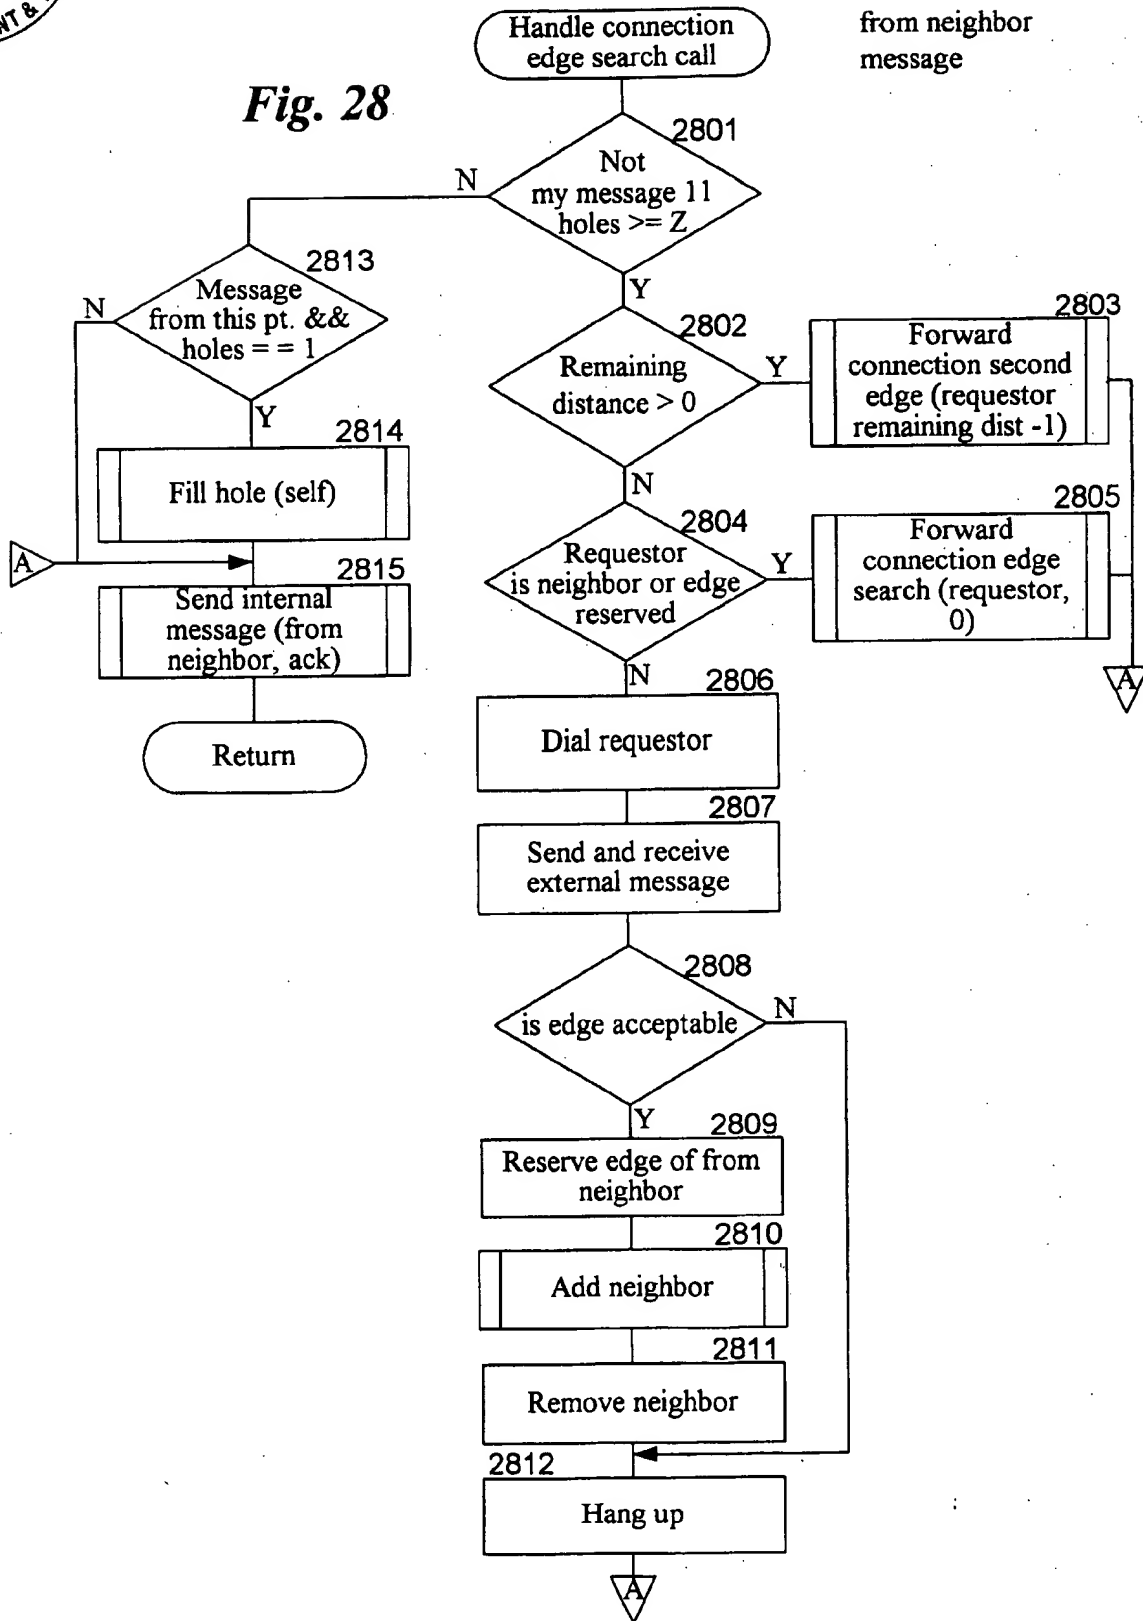 NT &
Handle connection
edge search call
from neighbor
message
Fig. 28
2801
Not
my message 11
holes >= Z
N
Y
2813
Message
from this pt. &&
holes = = 1
N
Y
2802
Remaining
distance > 0
Y
N
2803
Forward
connection second
edge (requestor
remaining dist -1)
2814
Fill hole (self)
2804
Requestor
is neighbor or edge
reserved
Y
N
2805
Forward
connection edge
search (requestor,
0)
A
2815
Send internal
message (from
neighbor, ack)
A
Return
2806
Dial requestor
2807
Send and receive
external message
2808
is edge acceptable
N
Y
2809
Reserve edge of from
neighbor
2810
Add neighbor
2811
Remove neighbor
2812
Hang up
A